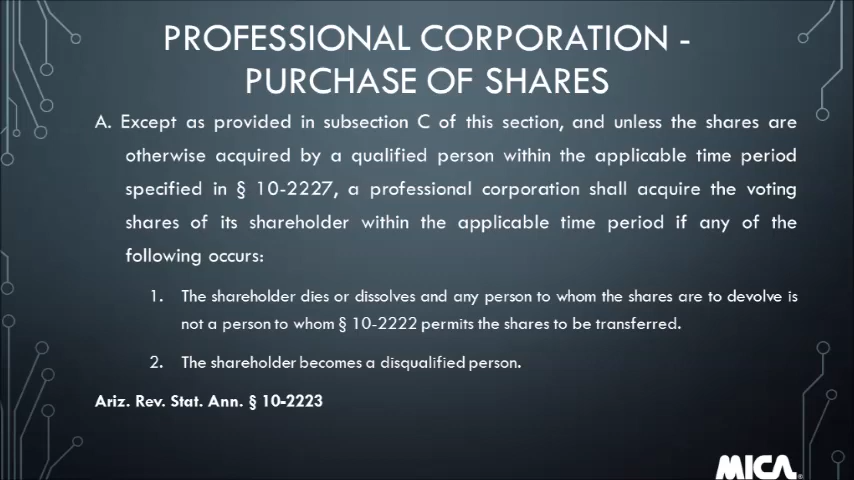 PROFESSIONAL CORPORATION -
PURCHASE OF SHARES
A. Except as provided in subsection C of this section, and unless the shares are
otherwise acquired by a qualified person within the applicable time period
specified in § 10-2227, a professional corporation shall acquire the voting
shares of its shareholder within the applicable time period if any of the
following occurs:
1. The shareholder dies or dissolves and any person to whom the shares are to devolve is
not a person to whom § 10-2222 permits the shares to be transferred.
2. The shareholder becomes a disqualified person.
Ariz. Rev. Stat. Ann. § 10-2223
MICA®